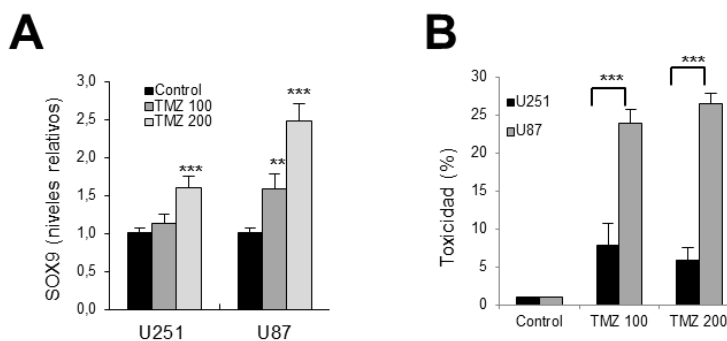 A
SOX9 (niveles relativos)
3,0
2,5
2,0
1,5
1,0
0,5
0,0
Control
TMZ 100
TMZ 200
***
**
***
U251 U87
B
Toxicidad (%)
30
25
20
15
10
5
0
U251
U87
***
***
Control TMZ 100 TMZ 200